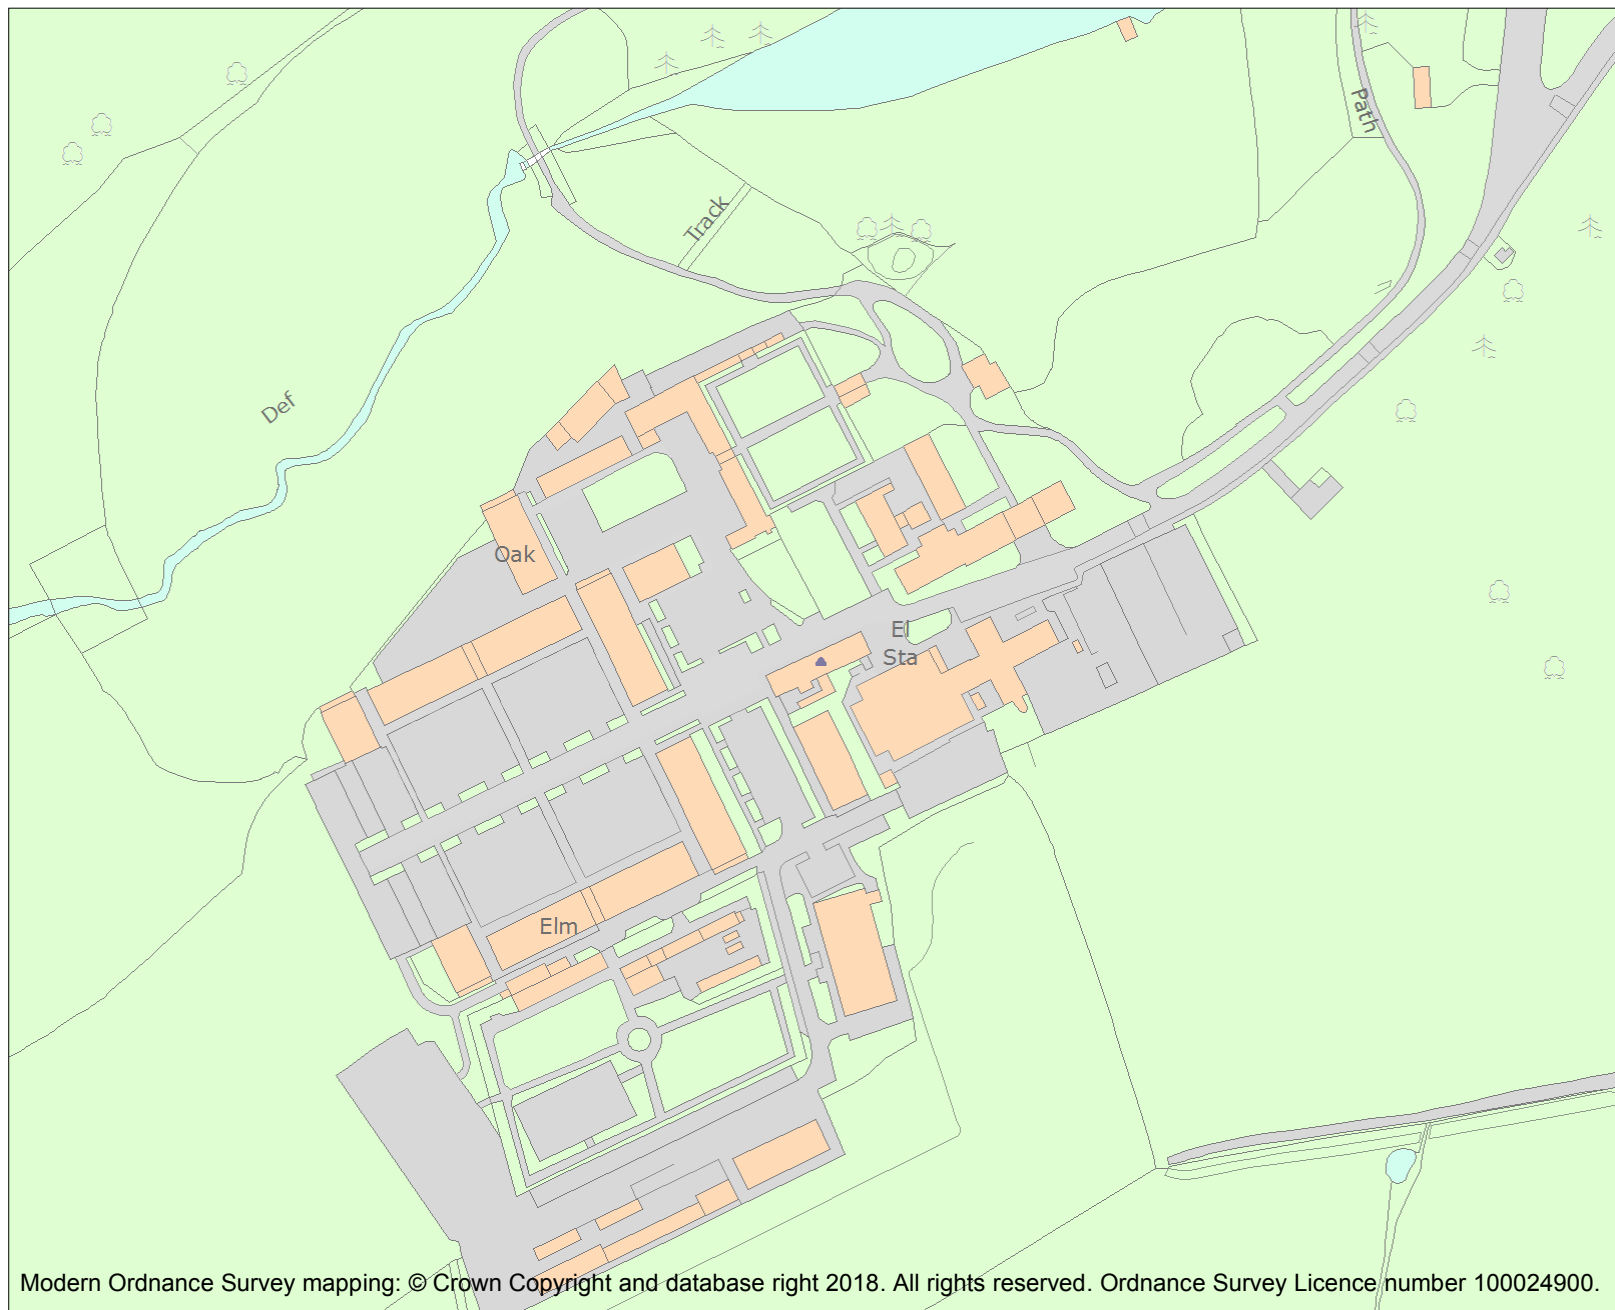 Path
Track
Def
Oak
El
Sta
Elm
Modern Ordnance Survey mapping: © Crown Copyright and database right 2018. All rights reserved. Ordnance Survey Licence number 100024900.